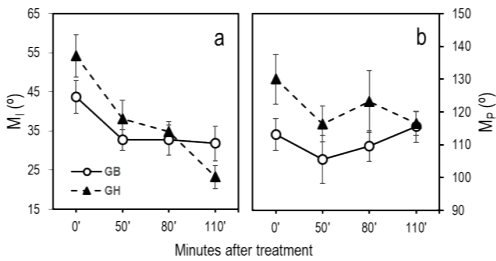 65
55
45
35
25
15
M_I (º)
a
GB
GH
0' 50' 80' 110'
b
0' 50' 80' 110'
150
140
130
120
110
100
90
M_P (º)
Minutes after treatment